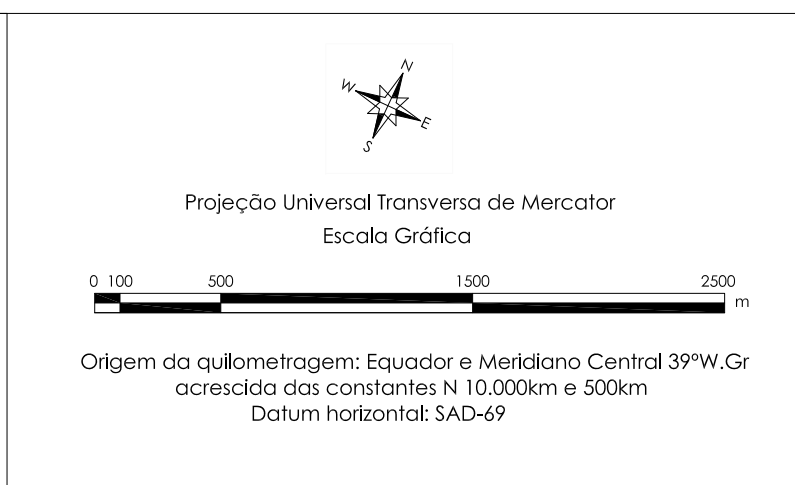 N
W
E
S
Projeção Universal Transversa de Mercator
Escala Gráfica
0 100 500 1500 2500
m
Origem da quilometragem: Equador e Meridiano Central 39ºW.Gr
acrescida das constantes N 10.000km e 500km
Datum horizontal: SAD-69